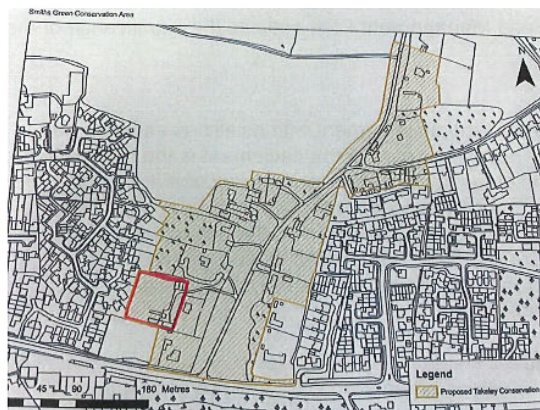 Smiths Green Conservation Area
N
Legend
Proposed Takeley Conservation
45
90
180 Metres